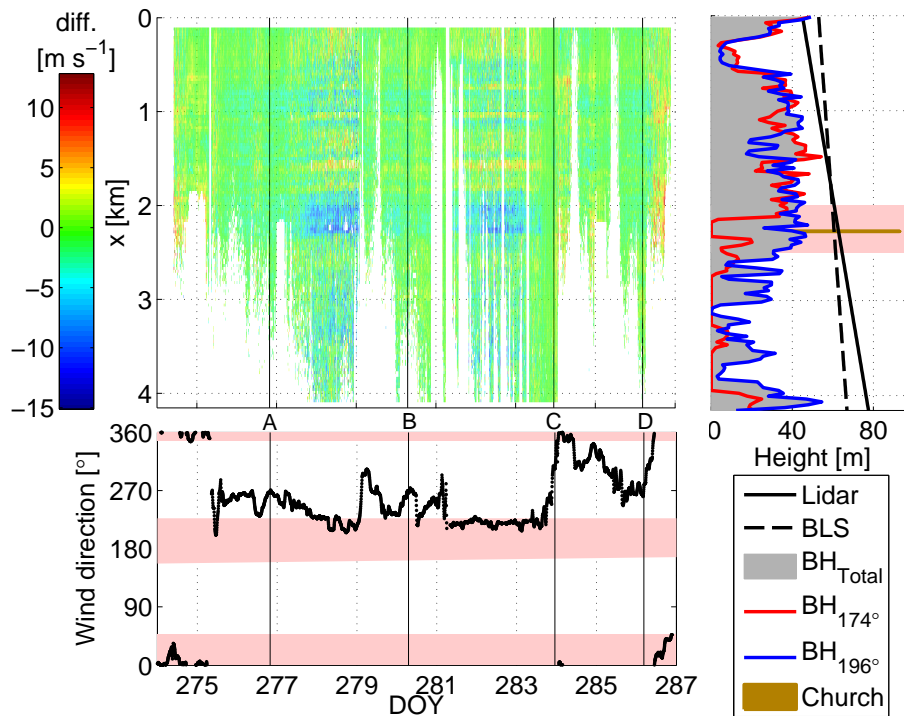 diff.
[m s⁻¹]
10
5
0
−5
−10
−15
x [km]
0
1
2
3
4
A B C D
Wind direction [°]
360
270
180
90
0
275 277 279 281 283 285 287
DOY
0 40 80
Height [m]
Lidar
BLS
BH_Total
BH_174°
BH_196°
Church